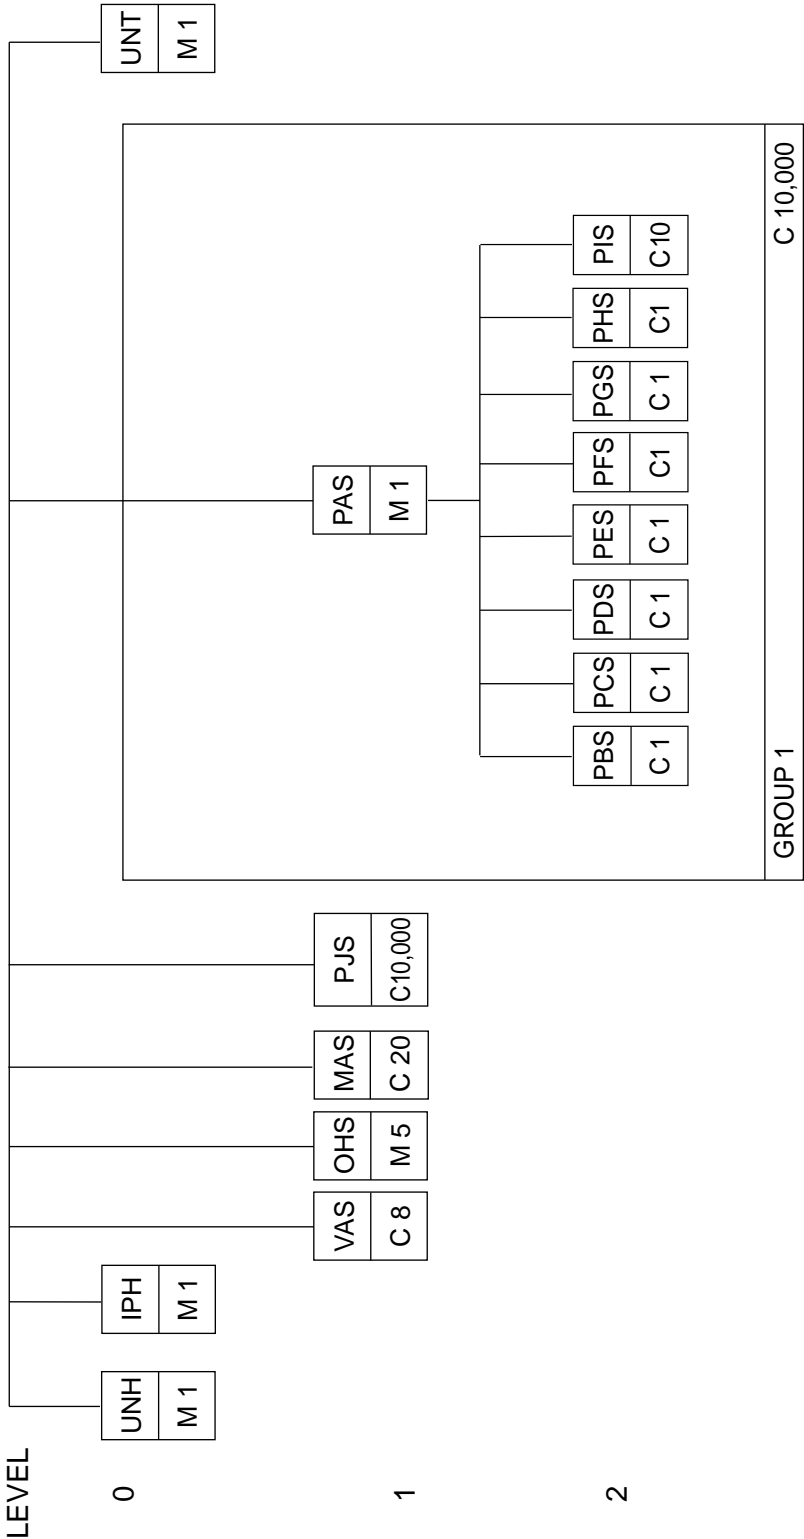 LEVEL
0
UNH
M 1
IPH
M 1
UNT
M 1
1
VAS
C 8
OHS
M 5
MAS
C 20
PJS
C10,000
PAS
M 1
2
PBS
C 1
PCS
C 1
PDS
C 1
PES
C 1
PFS
C1
PGS
C 1
PHS
C1
PIS
C10
GROUP 1
C 10,000